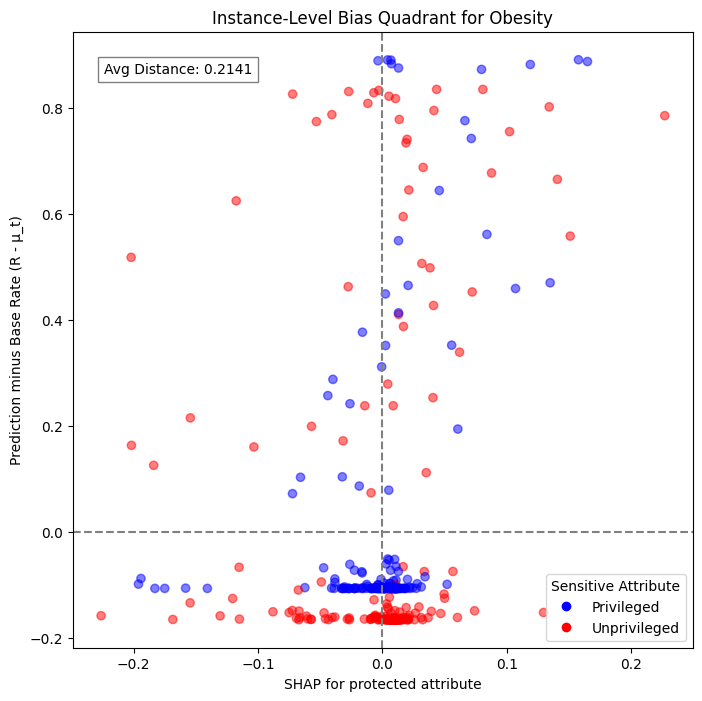 Instance-Level Bias Quadrant for Obesity
Avg Distance: 0.2141
Prediction minus Base Rate (R - μ_t)
0.8
0.6
0.4
0.2
0.0
−0.2
−0.2
−0.1
0.0
0.1
0.2
SHAP for protected attribute
Sensitive Attribute
Privileged
Unprivileged